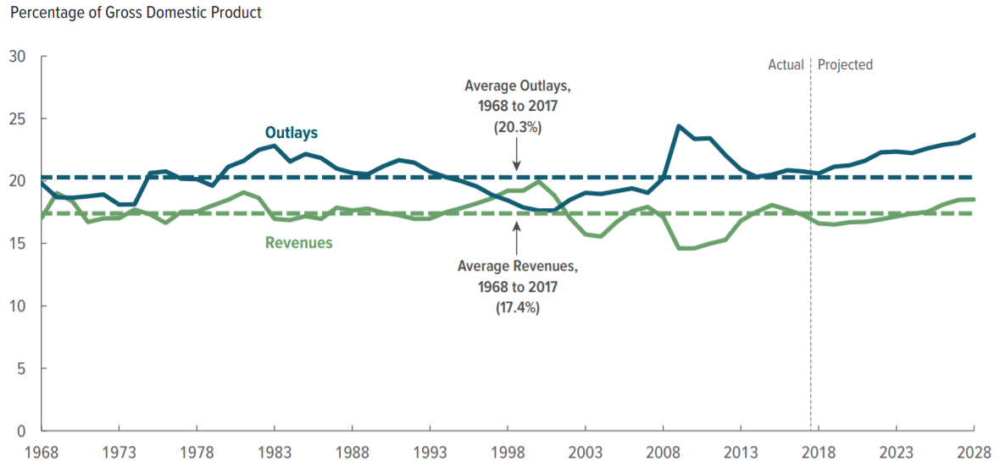 Percentage of Gross Domestic Product
30
Actual Projected
Average Outlays,
1968 to 2017
(20.3%)
25
Outlays
20
Revenues
15
Average Revenues,
1968 to 2017
(17.4%)
10
5
0
1968 1973 1978 1983 1988 1993 1998 2003 2008 2013 2018 2023 2028